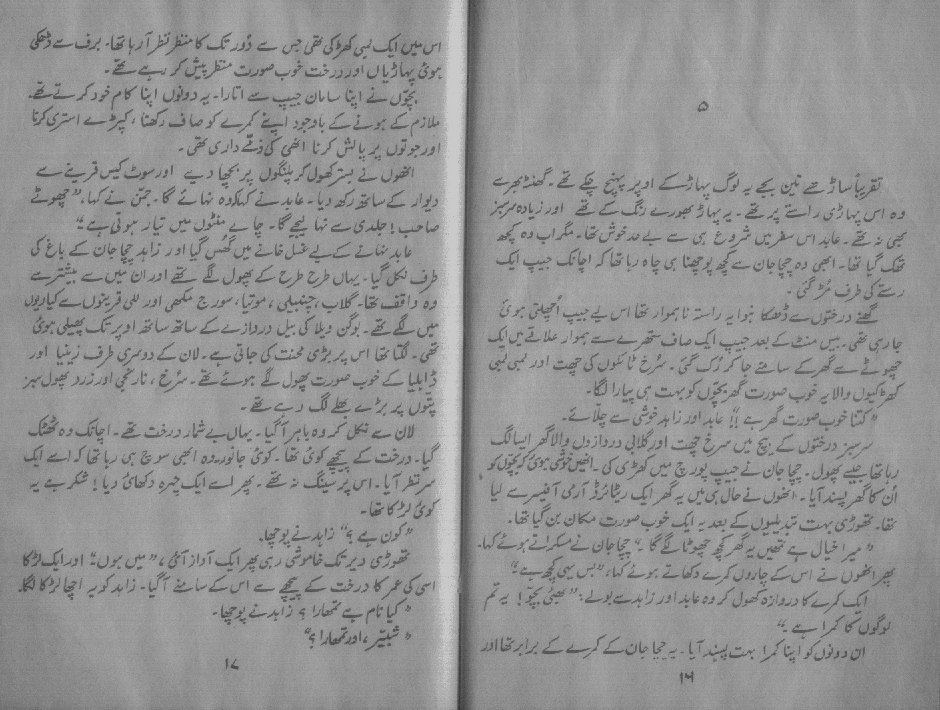 ۵
تقریباً ساڑھے تین بجے یہ لوگ پہاڑ کے اوپر پہنچ چکے تھے۔ گھنٹہ بھر سے
وہ اس پہاڑی راستے پر تھے۔ یہ پہاڑ بھورے رنگ کے تھے اور زیادہ سرسبز
بھی نہ تھے۔ عابد اس سفر میں شروع ہی سے بے حد خوش تھا۔ مگر اب وہ کچھ
تھک گیا تھا۔ ابھی وہ چچا جان سے کچھ پوچھنا ہی چاہ رہا تھا کہ اچانک جیپ ایک
رستے کی طرف مڑ گئی۔
گھنے درختوں سے ڈھکا ہوا یہ راستہ ناہموار تھا اس لیے جیپ اُچھلتی ہوئی
جا رہی تھی۔ بیس منٹ کے بعد جیپ ایک صاف ستھرے سے ہموار علاقے میں ایک
چھوٹے سے گھر کے سامنے جا کر رُک گئی۔ سُرخ ٹائلوں کی چھت اور لمبی لمبی
کھڑکیوں والا یہ خوب صورت گھر بچّوں کو بہت ہی پیارا لگا۔
"کتنا خوب صورت گھر ہے!" عابد اور زاہد خوشی سے چلّائے۔
سرسبز درختوں کے بیچ میں سرخ چھت اور گلابی دروازوں والا گھر ایسا لگ
رہا تھا جیسے پھول۔ چچا جان نے جیپ پورچ میں کھڑی کی۔ انھیں خوشی ہوئی کہ بچّوں کو
اُن کا گھر پسند آیا۔ انھوں نے حال ہی میں یہ گھر ایک ریٹائرڈ آرمی آفیسر سے لیا
تھا۔ تھوڑی بہت تبدیلیوں کے بعد یہ ایک خوب صورت مکان بن گیا تھا۔
"میرا خیال ہے تمھیں یہ گھر کچھ چھوٹا لگے گا۔" چچا جان نے مسکراتے ہوئے کہا۔
پھر انھوں نے اس کے چاروں کمرے دکھاتے ہوئے کہا، "بس یہی کچھ ہے۔"
ایک کمرے کا دروازہ کھول کر وہ عابد اور زاہد سے بولے: "بھئی بچّو! یہ تم
لوگوں کا کمرا ہے۔"
ان دونوں کو اپنا کمرا بہت پسند آیا۔ یہ چچا جان کے کمرے کے برابر تھا اور
۱۶
اس میں ایک لمبی کھڑکی تھی جس سے دُور تک کا منظر نظر آ رہا تھا۔ برف سے ڈھکی
ہوئی پہاڑیاں اور درخت خوب صورت منظر پیش کر رہے تھے۔
بچّوں نے اپنا سامان جیپ سے اتارا۔ یہ دونوں اپنا کام خود کرتے تھے۔
ملازم کے ہونے کے باوجود اپنے کمرے کو صاف رکھنا، کپڑے استری کرنا
اور جوتوں پر پالش کرنا انھی کی ذمّے داری تھی۔
انھوں نے بستر کھول کر پلنگوں پر بچھا دیے اور سوٹ کیس قرینے سے
دیوار کے ساتھ رکھ دیا۔ عابد نے کہا وہ نہائے گا۔ جمّن نے کہا، "چھوٹے
صاحب! جلدی سے نہا لیجے گا۔ چاے منٹوں میں تیار ہوتی ہے۔"
عابد نہانے کے لیے غسل خانے میں گھُس گیا اور زاہد چچا جان کے باغ کی
طرف نکل گیا۔ یہاں طرح طرح کے پھول لگے تھے اور ان میں سے بیشتر سے
وہ واقف تھا۔ گلاب، چنبیلی، موتیا، سورج مکھی اور للی قرینوں سے کیاریوں
میں لگے تھے۔ بوگن ویلا کی بیل دروازے کے ساتھ ساتھ اوپر تک پھیلی ہوئی
تھی۔ لگتا تھا اس پر بڑی محنت کی جاتی ہے۔ لان کے دوسری طرف زینیا اور
ڈاہلیا کے خوب صورت پھول لگے ہوئے تھے۔ سرُخ، نارنجی اور زرد پھول سبز
پتّوں پر بڑے بھلے لگ رہے تھے۔
لان سے نکل کر وہ باہر آ گیا۔ یہاں بے شمار درخت تھے۔ اچانک وہ ٹھٹک
گیا۔ درخت کے پیچھے کوئی تھا۔ کوئی جانور۔ وہ ابھی سوچ ہی رہا تھا کہ اسے ایک
سر نظر آیا۔ اس پر سینگ نہ تھے۔ پھر اسے ایک چہرہ دکھائی دیا! شکر ہے یہ
کوئی لڑکا تھا۔
"کون ہے؟" زاہد نے پوچھا۔
تھوڑی دیر تک خاموشی رہی پھر ایک آواز آئی، "میں ہوں" اور ایک لڑکا
اسی کی عمر کا درخت کے پیچھے سے اس کے سامنے آ گیا۔ زاہد کو یہ اچھا لڑکا لگا۔
"کیا نام ہے تمھارا؟" زاہد نے پوچھا۔
"شبیّر، اور تمھارا؟"
۱۷